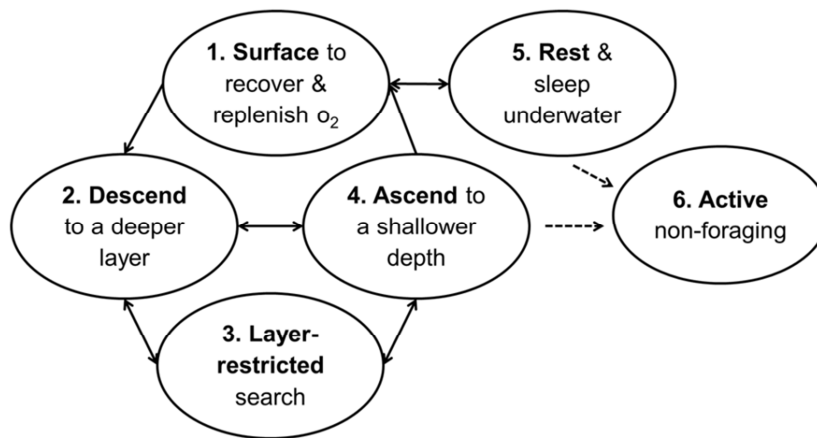 1. Surface to
recover &
replenish o₂
5. Rest &
sleep
underwater
2. Descend
to a deeper
layer
4. Ascend to
a shallower
depth
6. Active
non-foraging
3. Layer-
restricted
search